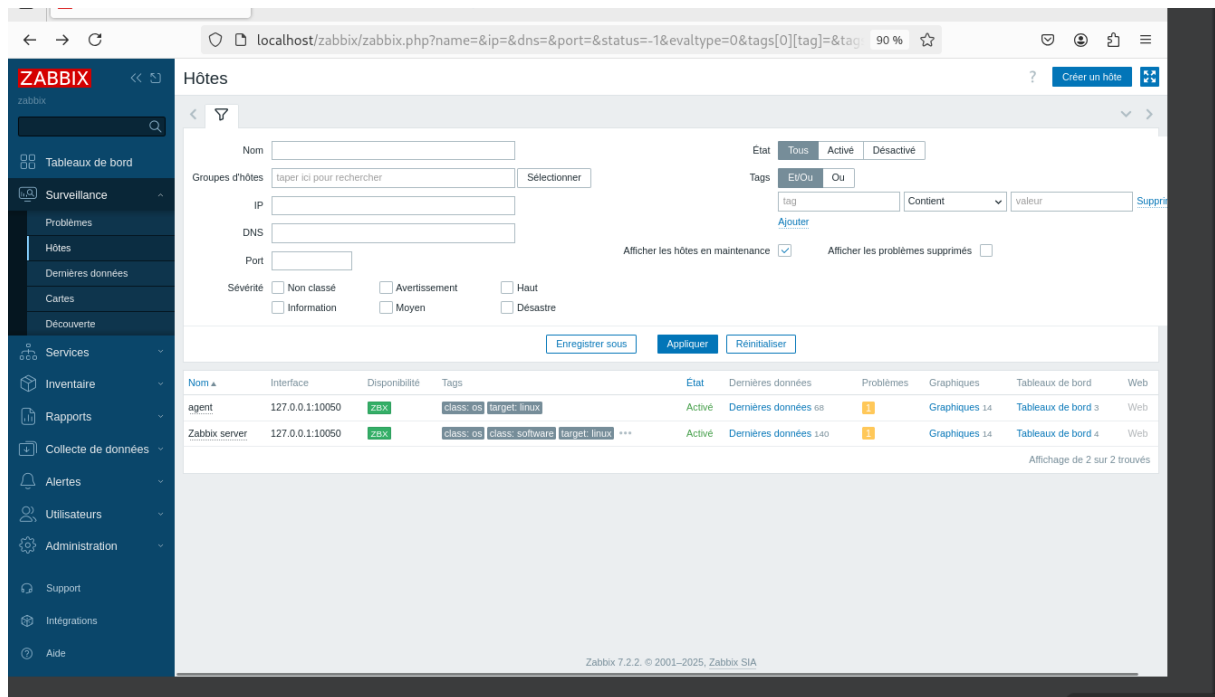 localhost/zabbix/zabbix.php?name=&ip=&dns=&port=&status=-1&evaltype=0&tags[0][tag]=&tag 90 %
ZABBIX
zabbix
Tableaux de bord
Surveillance
Problèmes
Hôtes
Dernières données
Cartes
Découverte
Services
Inventaire
Rapports
Collecte de données
Alertes
Utilisateurs
Administration
Support
Intégrations
Aide
Hôtes ? Créer un hôte
Nom
Groupes d'hôtes taper ici pour rechercher Sélectionner
IP
DNS
Port
Sévérité Non classé Avertissement Haut
Information Moyen Désastre
État Tous Activé Désactivé
Tags Et/Ou Ou
tag Contient valeur Supprir
Ajouter
Afficher les hôtes en maintenance Afficher les problèmes supprimés
Enregistrer sous Appliquer Réinitialiser
Nom Interface Disponibilité Tags État Dernières données Problèmes Graphiques Tableaux de bord Web
agent 127.0.0.1:10050 ZBX class: os target: linux Activé Dernières données 68 1 Graphiques 14 Tableaux de bord 3 Web
Zabbix server 127.0.0.1:10050 ZBX class: os class: software target: linux ••• Activé Dernières données 140 1 Graphiques 14 Tableaux de bord 4 Web
Affichage de 2 sur 2 trouvés
Zabbix 7.2.2. © 2001–2025, Zabbix SIA